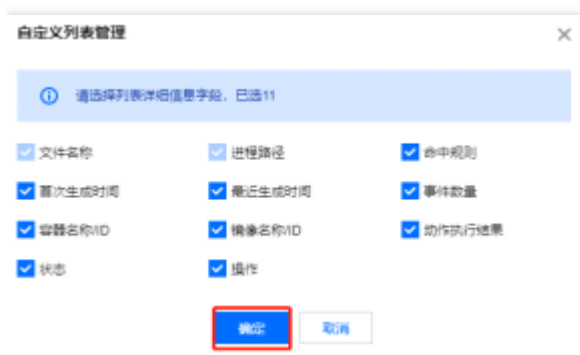 自定义列表管理
请选择列表详细信息字段，已选11
文件名称 进程路径 命中规则
首次生成时间 最近生成时间 事件数量
容器名称/ID 镜像名称/ID 动作执行结果
状态 操作
确定 取消